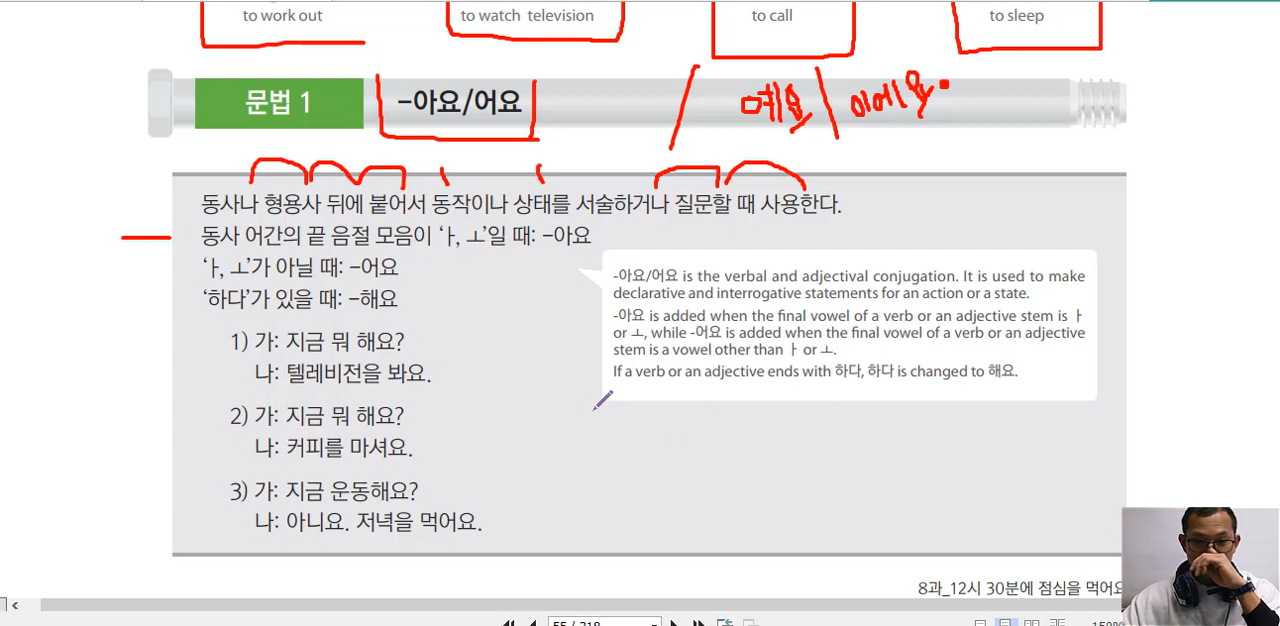 to work out
to watch television
to call
to sleep
문법 1
-아요/어요
예요
이에요.
동사나 형용사 뒤에 붙어서 동작이나 상태를 서술하거나 질문할 때 사용한다.
동사 어간의 끝 음절 모음이 ‘ㅏ, ㅗ’일 때: -아요
‘ㅏ, ㅗ’가 아닐 때: -어요
‘하다’가 있을 때: -해요
-아요/어요 is the verbal and adjectival conjugation. It is used to make
declarative and interrogative statements for an action or a state.
-아요 is added when the final vowel of a verb or an adjective stem is ㅏ
or ㅗ, while -어요 is added when the final vowel of a verb or an adjective
stem is a vowel other than ㅏ or ㅗ.
If a verb or an adjective ends with 하다, 하다 is changed to 해요.
1) 가: 지금 뭐 해요?
나: 텔레비전을 봐요.
2) 가: 지금 뭐 해요?
나: 커피를 마셔요.
3) 가: 지금 운동해요?
나: 아니요. 저녁을 먹어요.
8과_12시 30분에 점심을 먹어요
55 / 218
150%